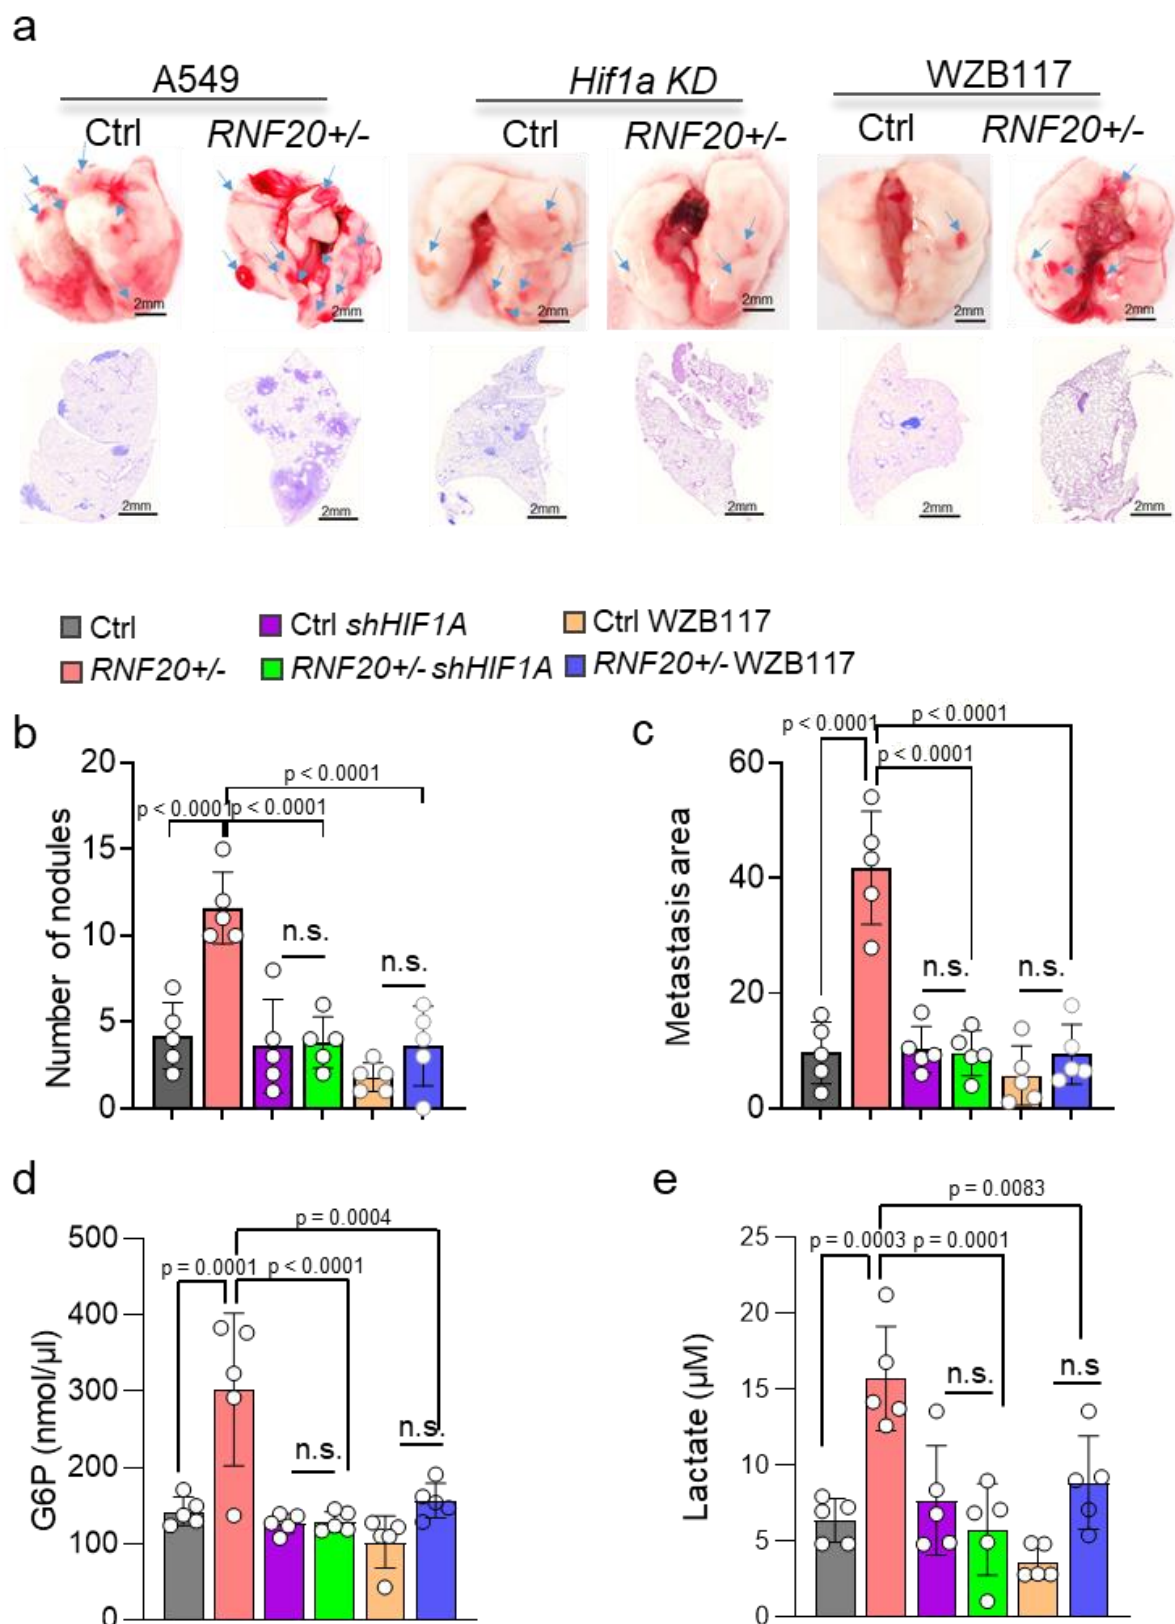 a
A549
Hif1a KD
WZB117
Ctrl
RNF20+/-
Ctrl
RNF20+/-
Ctrl
RNF20+/-
2mm
2mm
2mm
2mm
2mm
2mm
2mm
2mm
2mm
2mm
2mm
2mm
Ctrl
Ctrl shHIF1A
Ctrl WZB117
RNF20+/-
RNF20+/- shHIF1A
RNF20+/- WZB117
b
Number of nodules
20
15
10
5
0
p < 0.0001
p < 0.0001
p < 0.0001
n.s.
n.s.
c
Metastasis area
60
40
20
0
p < 0.0001
p < 0.0001
p < 0.0001
n.s.
n.s.
d
G6P (nmol/µl)
500
400
300
200
100
0
p = 0.0004
p = 0.0001
p < 0.0001
n.s.
n.s.
e
Lactate (µM)
25
20
15
10
5
0
p = 0.0083
p = 0.0003
p = 0.0001
n.s.
n.s